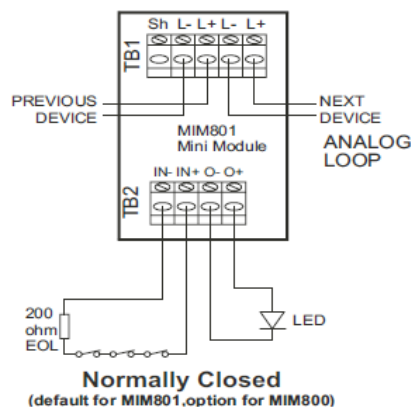 Sh L- L+ L- L+
TB1
PREVIOUS
DEVICE
NEXT
DEVICE
ANALOG
LOOP
MIM801
Mini Module
IN- IN+ O- O+
TB2
200
ohm
EOL
LED
Normally Closed
(default for MIM801,option for MIM800)